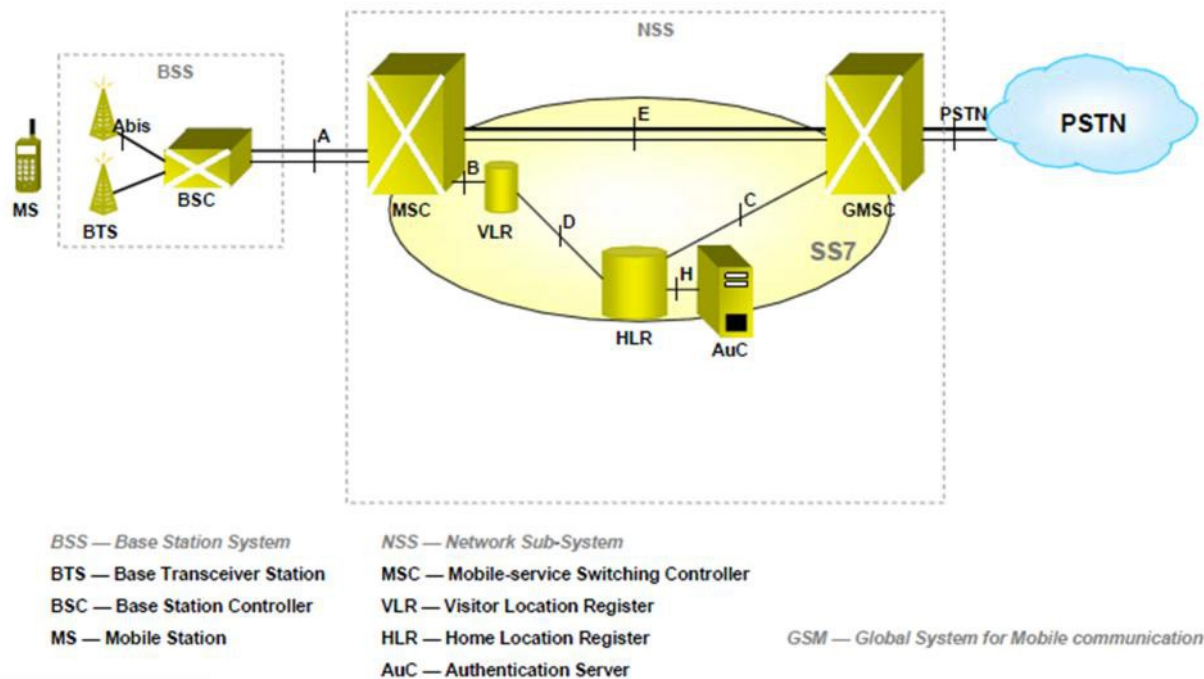 NSS
BSS
Abis
A
E
PSTN
PSTN
MS
BTS
BSC
MSC
B
VLR
D
C
GMSC
SS7
H
HLR
AuC
BSS — Base Station System
NSS — Network Sub-System
BTS — Base Transceiver Station
MSC — Mobile-service Switching Controller
BSC — Base Station Controller
VLR — Visitor Location Register
MS — Mobile Station
HLR — Home Location Register
GSM — Global System for Mobile communication
AuC — Authentication Server